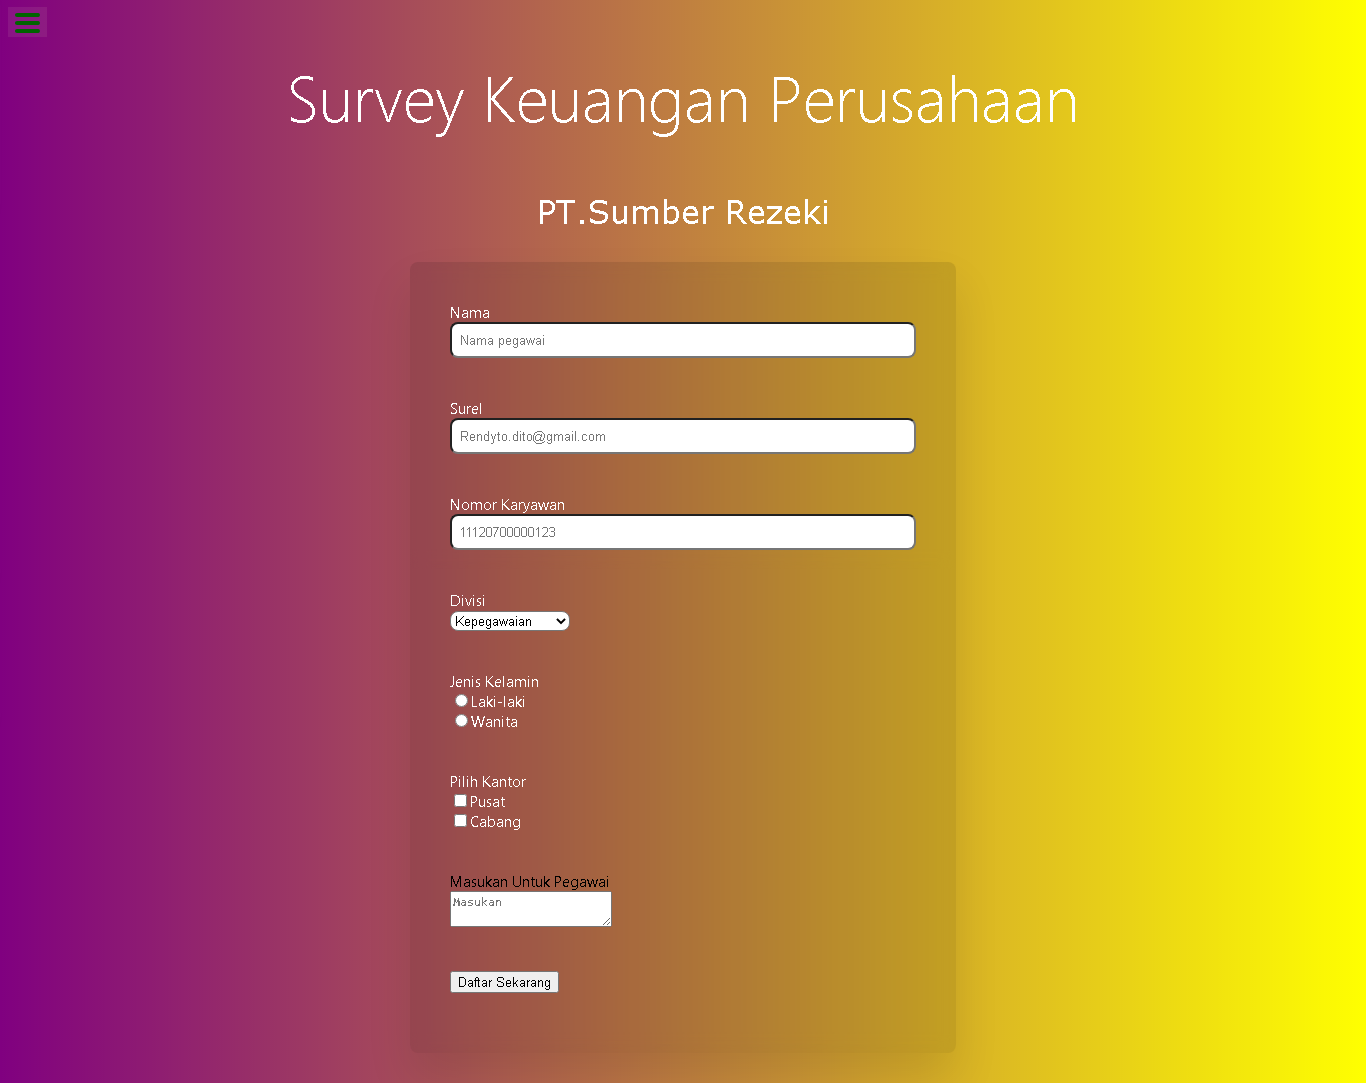 Survey Keuangan Perusahaan
PT.Sumber Rezeki
Nama
Nama pegawai
Surel
Rendyto.dito@gmail.com
Nomor Karyawan
11120700000123
Divisi
Kepegawaian
Jenis Kelamin
Laki-laki
Wanita
Pilih Kantor
Pusat
Cabang
Masukan Untuk Pegawai
Masukan
Daftar Sekarang